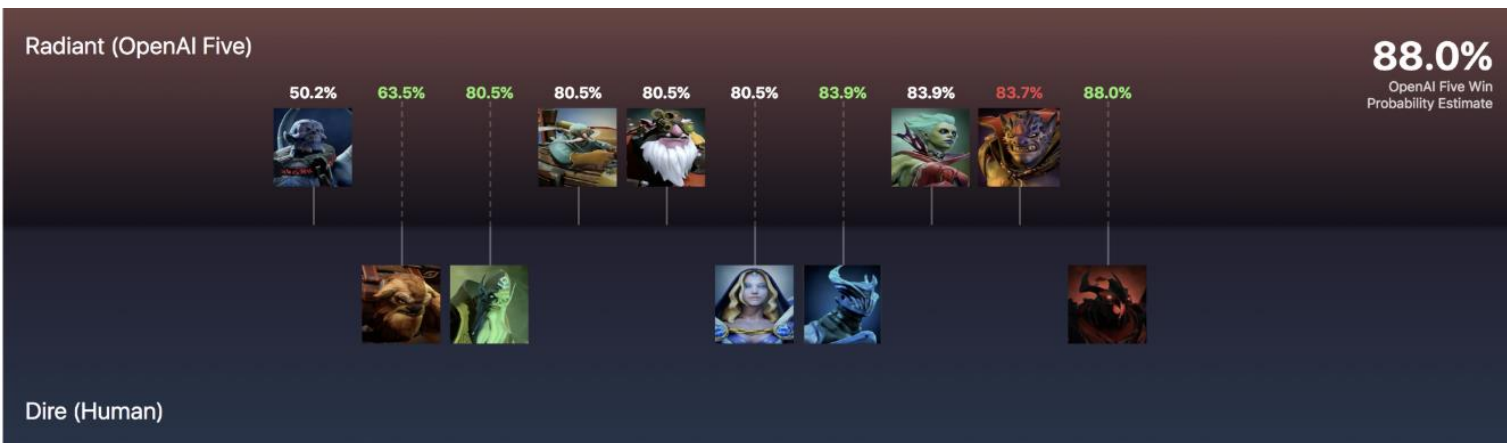 Radiant (OpenAI Five)
88.0%
OpenAI Five Win
Probability Estimate
50.2% 63.5% 80.5% 80.5% 80.5% 80.5% 83.9% 83.9% 83.7% 88.0%
Dire (Human)